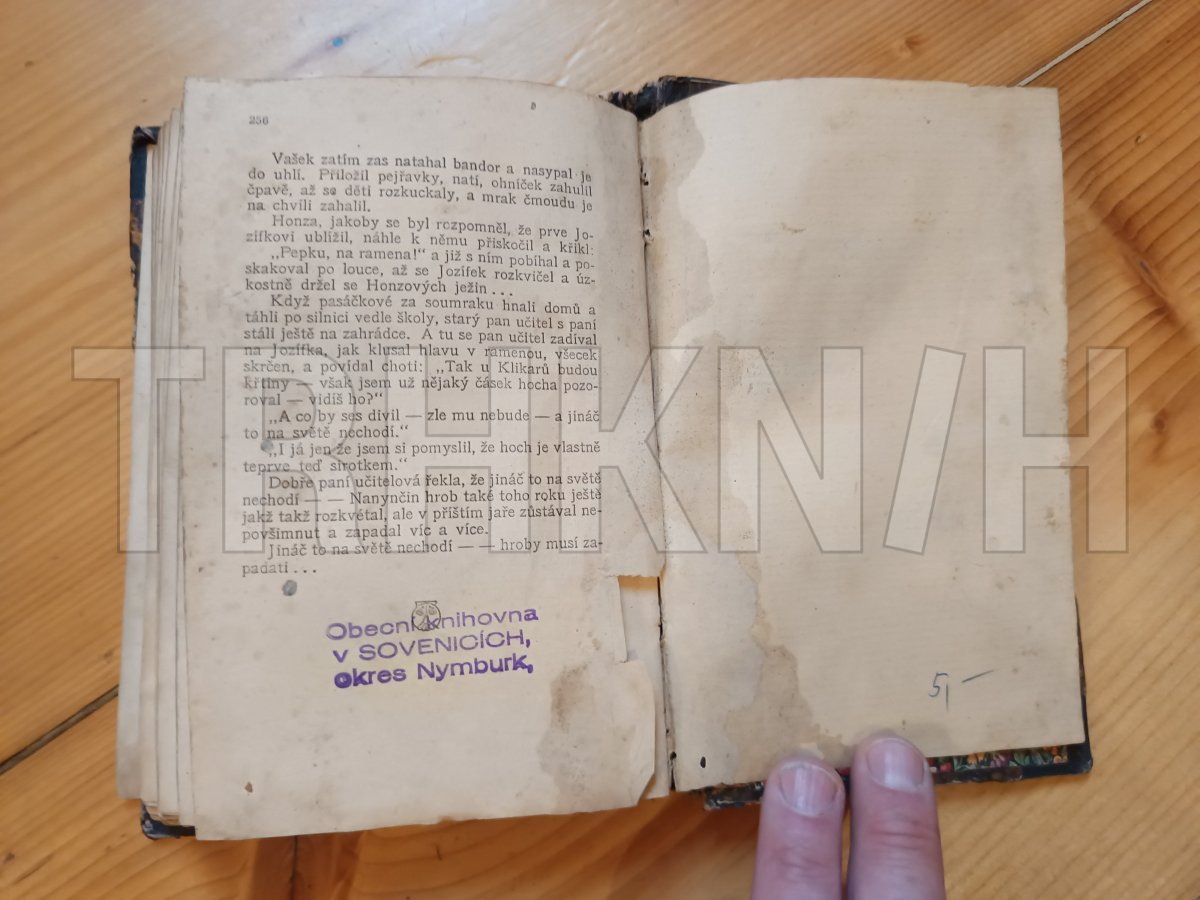 256
Vašek zatím zas natahal bandor a nasypal je
do uhlí. Přiložil pejřavky, natí, ohníček zahulil
čpavě, až se děti rozkuckaly, a mrak čmoudu je
na chvíli zahalil.
Honza, jakoby se byl rozpomněl, že prve Jo-
zífkovi ublížil, náhle k němu přiskočil a křikl:
„Pepku, na ramena!“ a již s ním pobíhal a po-
skakoval po louce, až se Jozífek rozkvičel a úz-
kostně držel se Honzových ježin...
Když pasáčkové za soumraku hnali domů a
táhli po silnici vedle školy, starý pan učitel s paní
stáli ještě na zahrádce. A tu se pan učitel zadíval
na Jozífka, jak klusal hlavu v ramenou, všecek
skrčen, a povídal choti: „Tak u Klikarů budou
křtiny — však jsem už nějaký čásek hocha pozo-
roval — vidíš ho?“
„A co by ses divil — zle mu nebude — a jináč
to na světě nechodí.“
„I já jen že jsem si pomyslil, že hoch je vlastně
teprve teď sirotkem.“
Dobře paní učitelová řekla, že jináč to na světě
nechodí — — Nanynčin hrob také toho roku ještě
jakž takž rozkvétal, ale v příštím jaře zůstával ne-
povšimnut a zapadal víc a více.
Jináč to na světě nechodí — — hroby musí za-
padati...
Obecní knihovna
v SOVENICÍCH,
okres Nymburk,
5,—
TRHKNIH